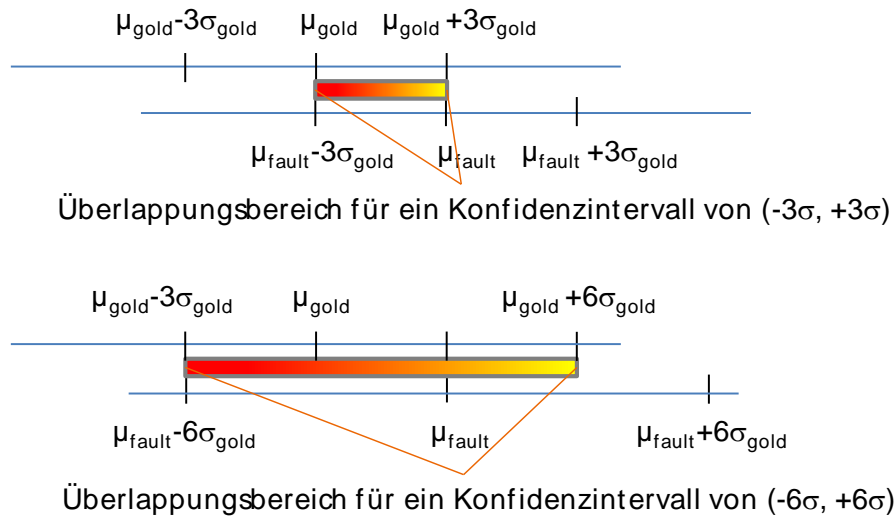 μgold-3σgold μgold μgold +3σgold
μfault-3σgold μfault μfault +3σgold
Überlappungsbereich für ein Konfidenzintervall von (-3σ, +3σ)
μgold-3σgold μgold μgold +6σgold
μfault-6σgold μfault μfault+6σgold
Überlappungsbereich für ein Konfidenzintervall von (-6σ, +6σ)